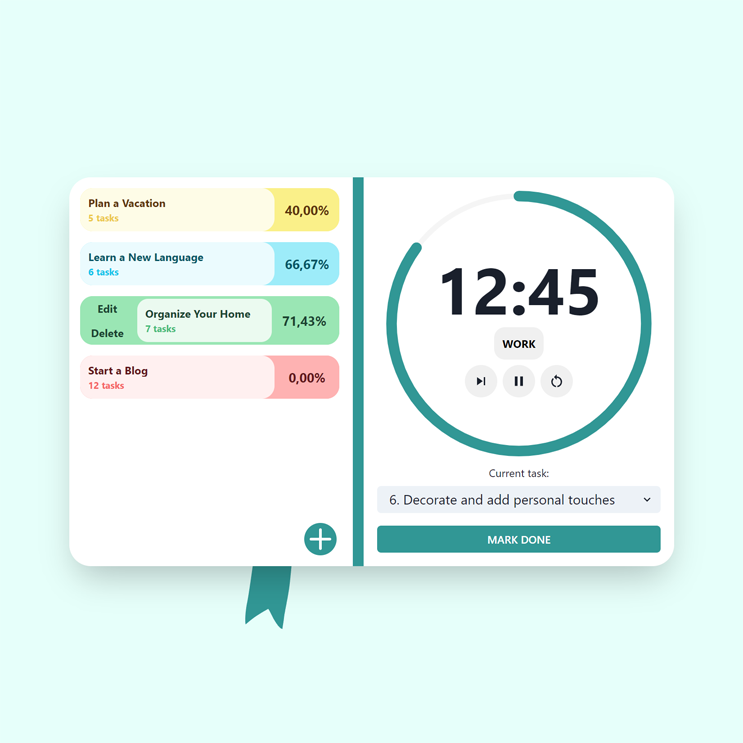 Plan a Vacation
5 tasks
40,00%
Learn a New Language
6 tasks
66,67%
Edit
Delete
Organize Your Home
7 tasks
71,43%
Start a Blog
12 tasks
0,00%
12:45
WORK
Current task:
6. Decorate and add personal touches
MARK DONE